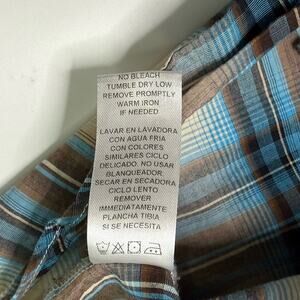 NO BLEACH
TUMBLE DRY LOW
REMOVE PROMPTLY
WARM IRON
IF NEEDED
LAVAR EN LAVADORA
CON AGUA FRIA
CON COLORES
SIMILARES CICLO
DELICADO. NO USAR
BLANQUEADOR.
SECAR EN SECADORA
CICLO LENTO
REMOVER
IMMEDIATAMENTE
PLANCHA TIBIA
SI SE NECESITA